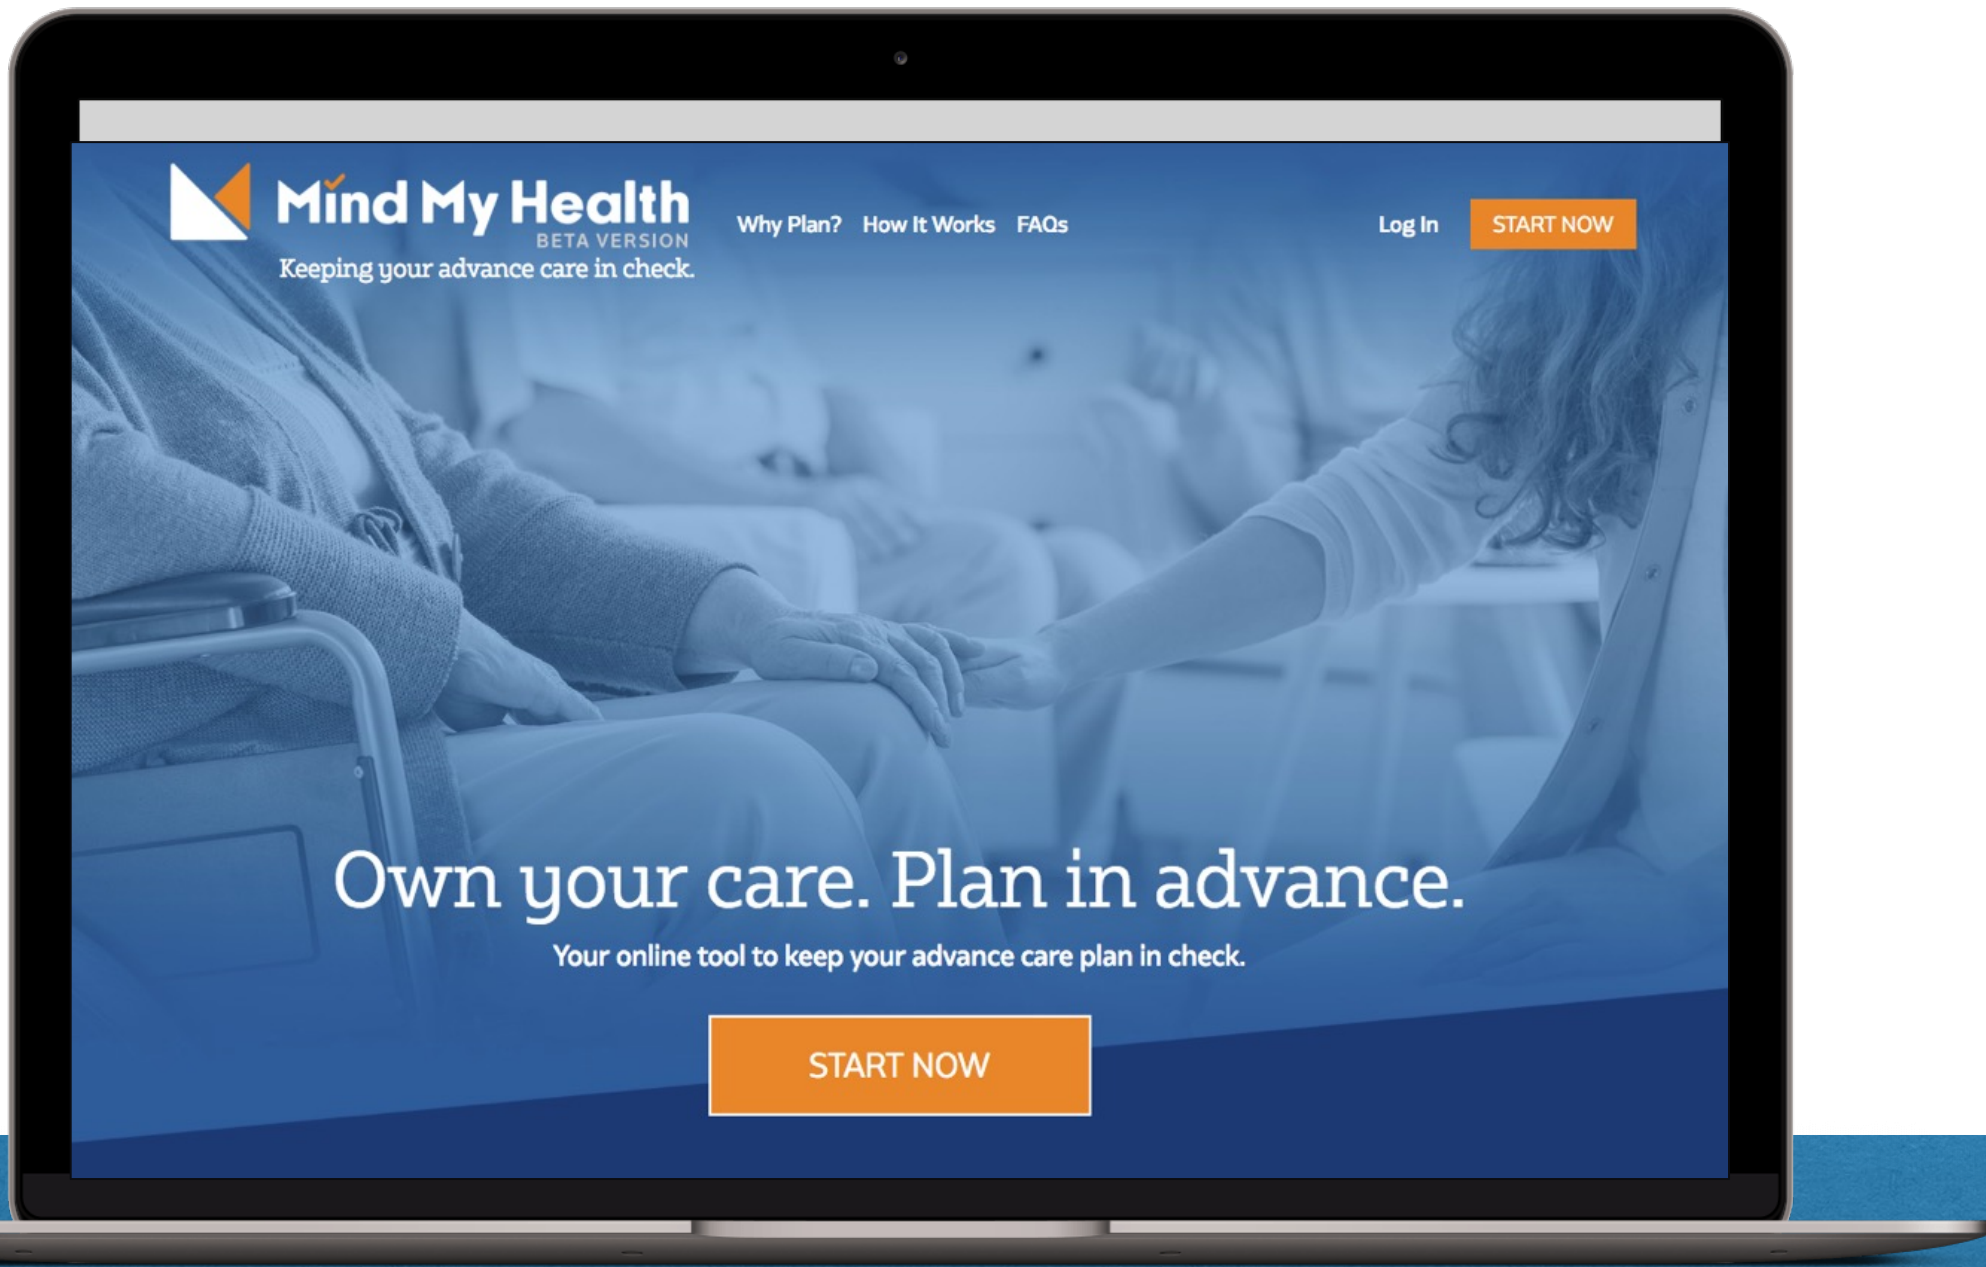 Mind My Health
BETA VERSION
Keeping your advance care in check.
Why Plan? How It Works FAQs
Log In
START NOW
Own your care. Plan in advance.
Your online tool to keep your advance care plan in check.
START NOW